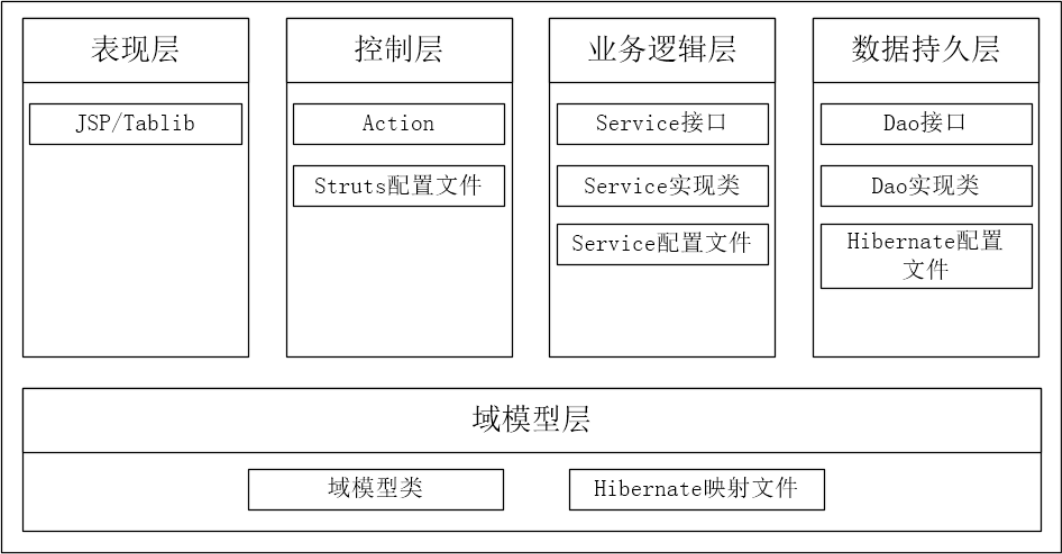 表现层
JSP/Tablib
控制层
Action
Struts配置文件
业务逻辑层
Service接口
Service实现类
Service配置文件
数据持久层
Dao接口
Dao实现类
Hibernate配置
文件
域模型层
域模型类
Hibernate映射文件